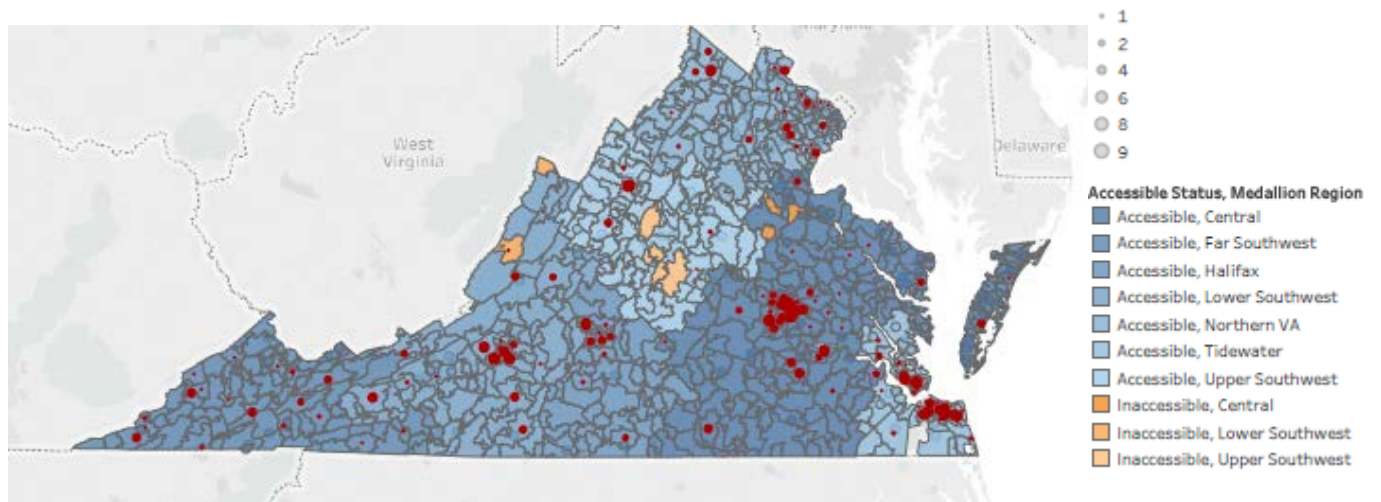 1
2
4
6
8
9
Maryland
West
Virginia
Delaware
Accessible Status, Medallion Region
Accessible, Central
Accessible, Far Southwest
Accessible, Halifax
Accessible, Lower Southwest
Accessible, Northern VA
Accessible, Tidewater
Accessible, Upper Southwest
Inaccessible, Central
Inaccessible, Lower Southwest
Inaccessible, Upper Southwest